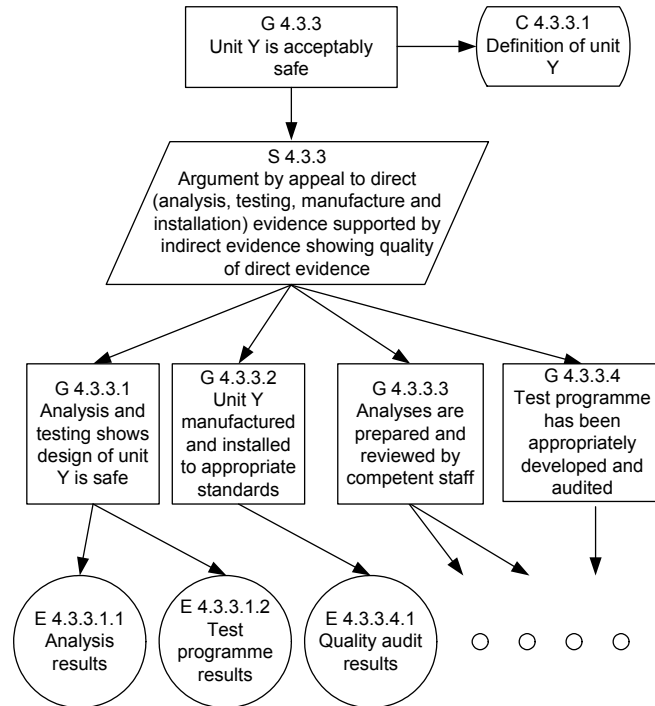 G 4.3.3
Unit Y is acceptably
safe
C 4.3.3.1
Definition of unit
Y
S 4.3.3
Argument by appeal to direct
(analysis, testing, manufacture and
installation) evidence supported by
indirect evidence showing quality
of direct evidence
G 4.3.3.1
Analysis and
testing shows
design of unit
Y is safe
G 4.3.3.2
Unit Y
manufactured
and installed
to appropriate
standards
G 4.3.3.3
Analyses are
prepared and
reviewed by
competent staff
G 4.3.3.4
Test programme
has been
appropriately
developed and
audited
E 4.3.3.1.1
Analysis
results
E 4.3.3.1.2
Test
programme
results
E 4.3.3.4.1
Quality audit
results